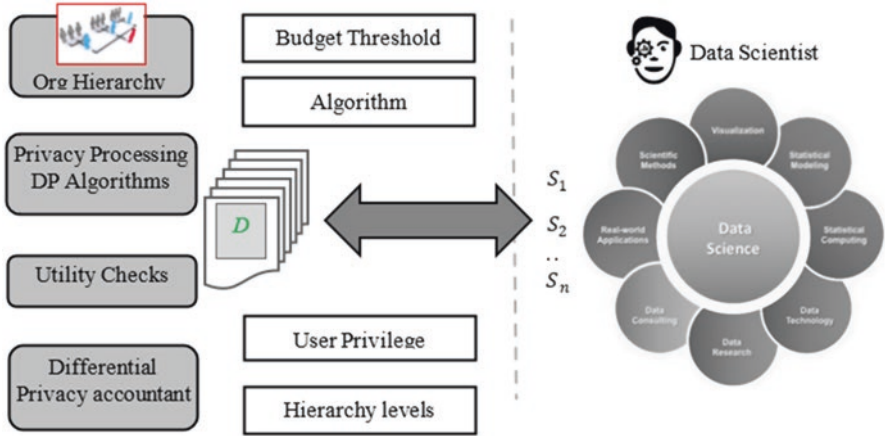 Org Hierarchy
Privacy Processing
DP Algorithms
Utility Checks
Differential
Privacy accountant
Budget Threshold
Algorithm
D
User Privilege
Hierarchy levels
S1
S2
..
Sn
Data Scientist
Visualization
Statistical
Modeling
Statistical
Computing
Data
Technology
Data
Research
Data
Consulting
Real-world
Applications
Scientific
Methods
Data
Science